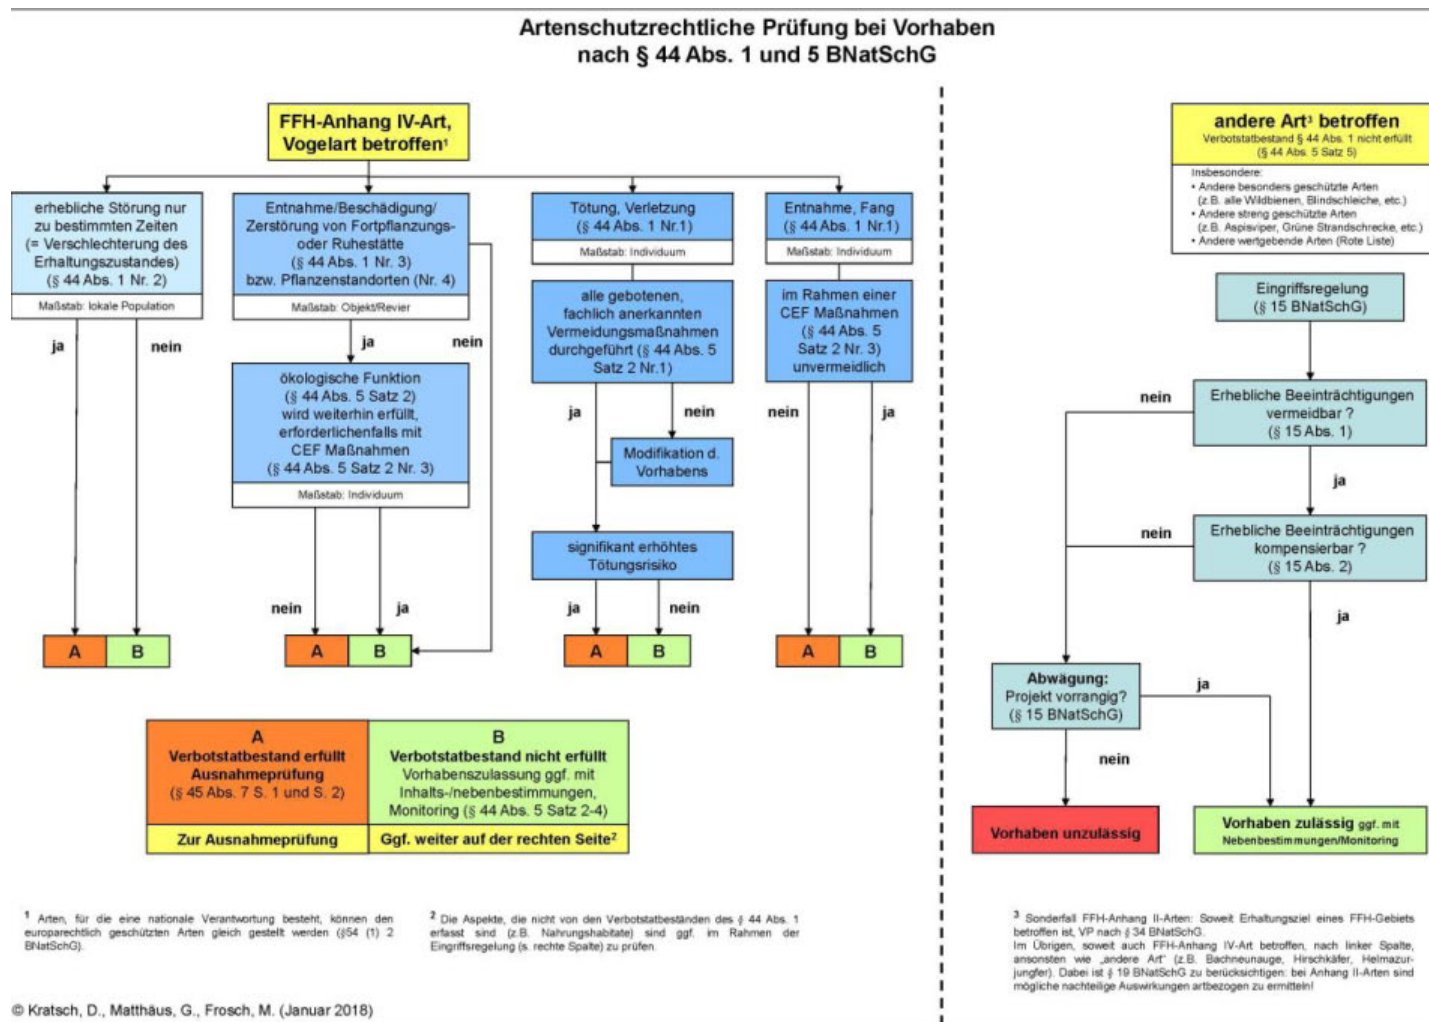 Artenschutzrechtliche Prüfung bei Vorhaben
nach § 44 Abs. 1 und 5 BNatSchG
FFH-Anhang IV-Art,
Vogelart betroffen¹
erhebliche Störung nur
zu bestimmten Zeiten
(= Verschlechterung des
Erhaltungszustandes)
(§ 44 Abs. 1 Nr. 2)
Maßstab: lokale Population
ja
nein
A
B
Entnahme/Beschädigung/
Zerstörung von Fortpflanzungs-
oder Ruhestätte
(§ 44 Abs. 1 Nr. 3)
bzw. Pflanzenstandorten (Nr. 4)
Maßstab: Objekt/Revier
ja
nein
ökologische Funktion
(§ 44 Abs. 5 Satz 2)
wird weiterhin erfüllt,
erforderlichenfalls mit
CEF Maßnahmen
(§ 44 Abs. 5 Satz 2 Nr. 3)
Maßstab: Individuum
nein
ja
A
B
Tötung, Verletzung
(§ 44 Abs. 1 Nr.1)
Maßstab: Individuum
alle gebotenen,
fachlich anerkannten
Vermeidungsmaßnahmen
durchgeführt (§ 44 Abs. 5
Satz 2 Nr.1)
ja
nein
Modifikation d.
Vorhabens
signifikant erhöhtes
Tötungsrisiko
ja
nein
A
B
Entnahme, Fang
(§ 44 Abs. 1 Nr.1)
Maßstab: Individuum
im Rahmen einer
CEF Maßnahmen
(§ 44 Abs. 5
Satz 2 Nr. 3)
unvermeidlich
nein
ja
A
B
A
Verbotstatbestand erfüllt
Ausnahmeprüfung
(§ 45 Abs. 7 S. 1 und S. 2)
Zur Ausnahmeprüfung
B
Verbotstatbestand nicht erfüllt
Vorhabenszulassung ggf. mit
Inhalts-/nebenbestimmungen,
Monitoring (§ 44 Abs. 5 Satz 2-4)
Ggf. weiter auf der rechten Seite²
¹ Arten, für die eine nationale Verantwortung besteht, können den
europarechtlich geschützten Arten gleich gestellt werden (§54 (1) 2
BNatSchG).
² Die Aspekte, die nicht von den Verbotstatbeständen des § 44 Abs. 1
erfasst sind (z.B. Nahrungshabitate) sind ggf. im Rahmen der
Eingriffsregelung (s. rechte Spalte) zu prüfen.
© Kratsch, D., Matthäus, G., Frosch, M. (Januar 2018)
andere Art³ betroffen
Verbotstatbestand § 44 Abs. 1 nicht erfüllt
(§ 44 Abs. 5 Satz 5)
Insbesondere:
• Andere besonders geschützte Arten
(z.B. alle Wildbienen, Blindschleiche, etc.)
• Andere streng geschützte Arten
(z.B. Aspisviper, Grüne Strandschrecke, etc.)
• Andere wertgebende Arten (Rote Liste)
Eingriffsregelung
(§ 15 BNatSchG)
Erhebliche Beeinträchtigungen
vermeidbar ?
(§ 15 Abs. 1)
nein
ja
Erhebliche Beeinträchtigungen
kompensierbar ?
(§ 15 Abs. 2)
nein
ja
Abwägung:
Projekt vorrangig?
(§ 15 BNatSchG)
ja
nein
Vorhaben unzulässig
Vorhaben zulässig ggf. mit
Nebenbestimmungen/Monitoring
³ Sonderfall FFH-Anhang II-Arten: Soweit Erhaltungsziel eines FFH-Gebiets
betroffen ist, VP nach § 34 BNatSchG.
Im Übrigen, soweit auch FFH-Anhang IV-Art betroffen, nach linker Spalte,
ansonsten wie „andere Art" (z.B. Bachneunauge, Hirschkäfer, Helmazur-
jungfer). Dabei ist § 19 BNatSchG zu berücksichtigen: bei Anhang II-Arten sind
mögliche nachteilige Auswirkungen artbezogen zu ermitteln!